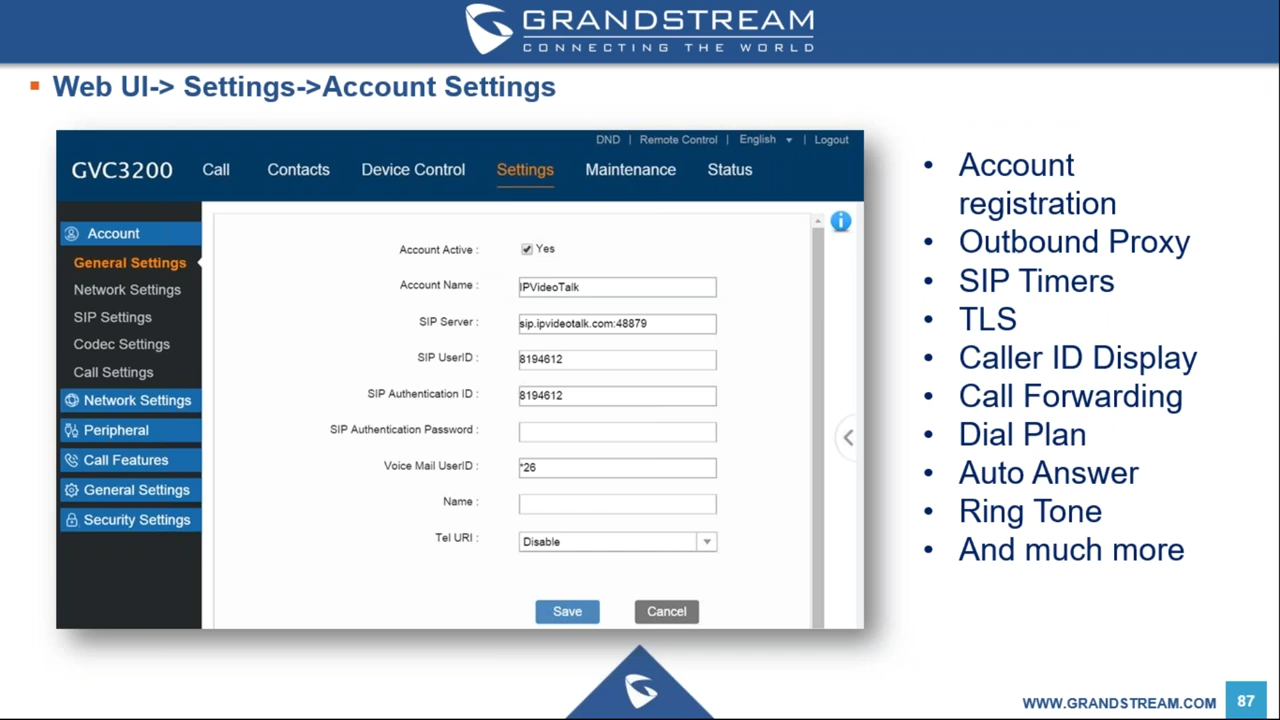 GRANDSTREAM
CONNECTING THE WORLD
Web UI-> Settings->Account Settings
DND | Remote Control | English | Logout
GVC3200 Call Contacts Device Control Settings Maintenance Status
Account
General Settings
Network Settings
SIP Settings
Codec Settings
Call Settings
Network Settings
Peripheral
Call Features
General Settings
Security Settings
Account Active : Yes
Account Name : IPVideoTalk
SIP Server : sip.ipvideotalk.com:48879
SIP UserID : 8194612
SIP Authentication ID : 8194612
SIP Authentication Password :
Voice Mail UserID : *26
Name :
Tel URI : Disable
Save Cancel
• Account
registration
• Outbound Proxy
• SIP Timers
• TLS
• Caller ID Display
• Call Forwarding
• Dial Plan
• Auto Answer
• Ring Tone
• And much more
WWW.GRANDSTREAM.COM 87